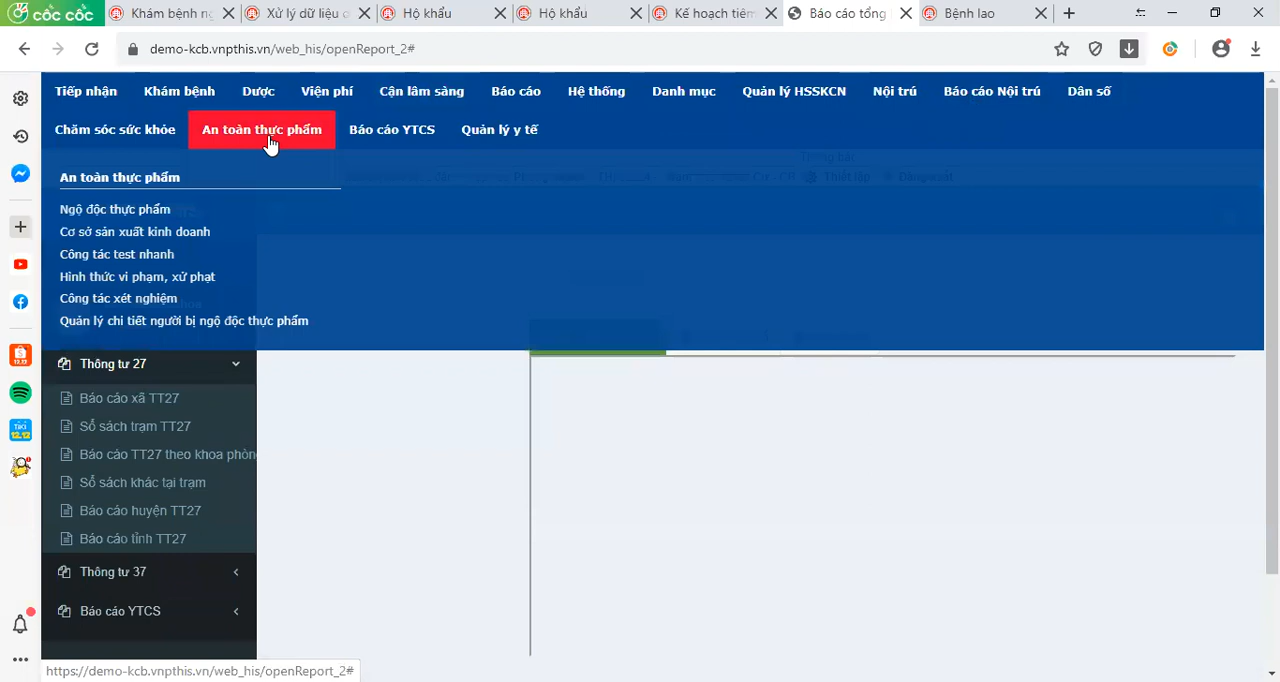 cốc cốc
Khám bệnh ng
Xử lý dữ liệu
Hộ khẩu
Hộ khẩu
Kế hoạch tiêm
Báo cáo tổng
Bệnh lao
demo-kcb.vnpthis.vn/web_his/openReport_2#
Tiếp nhận Khám bệnh Dược Viện phí Cận lâm sàng Báo cáo Hệ thống Danh mục Quản lý HSSKCN Nội trú Báo cáo Nội trú Dân số
Chăm sóc sức khỏe An toàn thực phẩm Báo cáo YTCS Quản lý y tế
An toàn thực phẩm
Ngộ độc thực phẩm
Cơ sở sản xuất kinh doanh
Công tác test nhanh
Hình thức vi phạm, xử phạt
Công tác xét nghiệm
Quản lý chi tiết người bị ngộ độc thực phẩm
Thiết lập
Thông tư 27
Báo cáo xã TT27
Sổ sách trạm TT27
Báo cáo TT27 theo khoa phòng
Sổ sách khác tại trạm
Báo cáo huyện TT27
Báo cáo tỉnh TT27
Thông tư 37
Báo cáo YTCS
https://demo-kcb.vnpthis.vn/web_his/openReport_2#